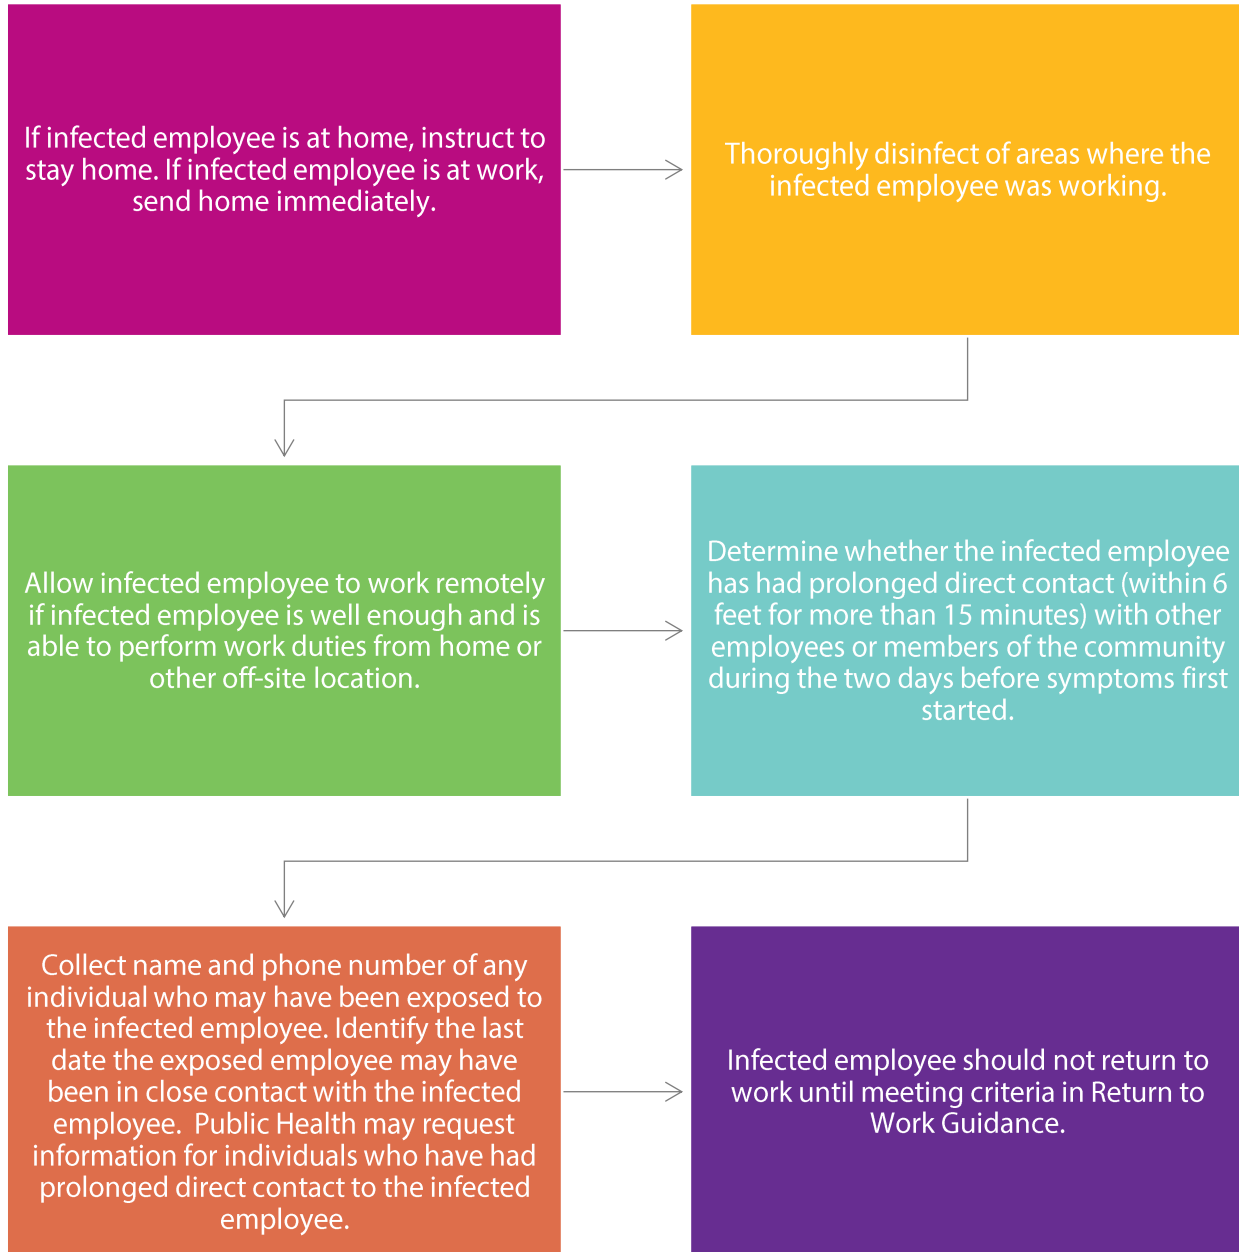 If infected employee is at home, instruct to
stay home. If infected employee is at work,
send home immediately.
Thoroughly disinfect of areas where the
infected employee was working.
Allow infected employee to work remotely
if infected employee is well enough and is
able to perform work duties from home or
other off-site location.
Determine whether the infected employee
has had prolonged direct contact (within 6
feet for more than 15 minutes) with other
employees or members of the community
during the two days before symptoms first
started.
Collect name and phone number of any
individual who may have been exposed to
the infected employee. Identify the last
date the exposed employee may have
been in close contact with the infected
employee.  Public Health may request
information for individuals who have had
prolonged direct contact to the infected
employee.
Infected employee should not return to
work until meeting criteria in Return to
Work Guidance.